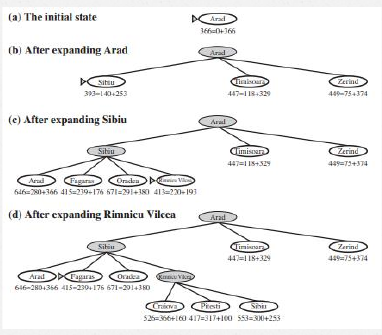 (a) The initial state
Arad
366=0+366
(b) After expanding Arad
Arad
Sibiu Timisoara Zerind
393=140+253 447=118+329 449=75+374
(c) After expanding Sibiu
Arad
Sibiu Timisoara Zerind
447=118+329 449=75+374
Arad Fagaras Oradea Rimnicu Vilcea
646=280+366 415=239+176 671=291+380 413=220+193
(d) After expanding Rimnicu Vilcea
Arad
Sibiu Timisoara Zerind
447=118+329 449=75+374
Arad Fagaras Oradea Rimnicu Vilcea
646=280+366 415=239+176 671=291+380
Craiova Pitesti Sibiu
526=366+160 417=317+100 553=300+253